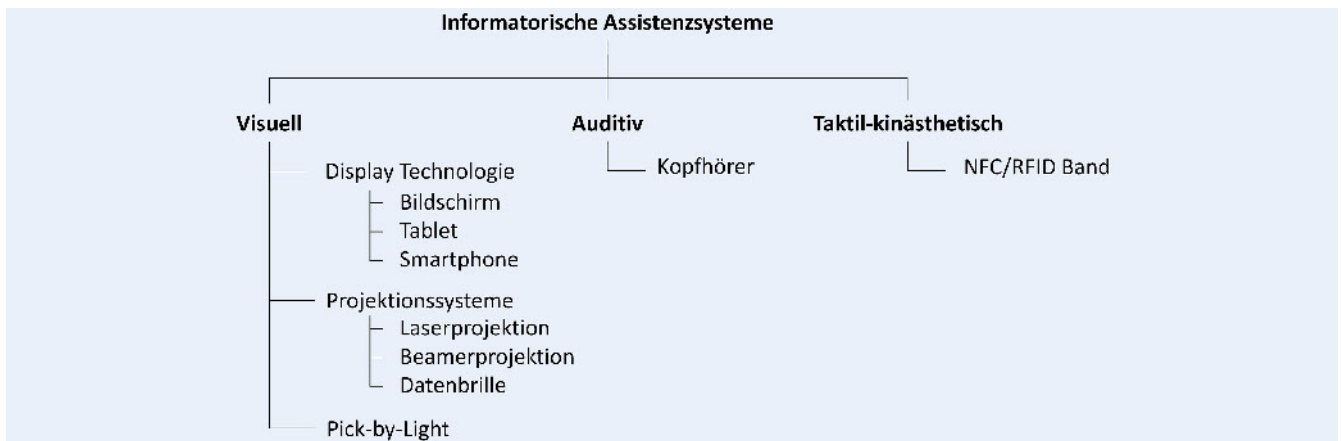 Informatorische Assistenzsysteme
Visuell
Auditiv
Taktil-kinästhetisch
Display Technologie
Kopfhörer
NFC/RFID Band
Bildschirm
Tablet
Smartphone
Projektionssysteme
Laserprojektion
Beamerprojektion
Datenbrille
Pick-by-Light